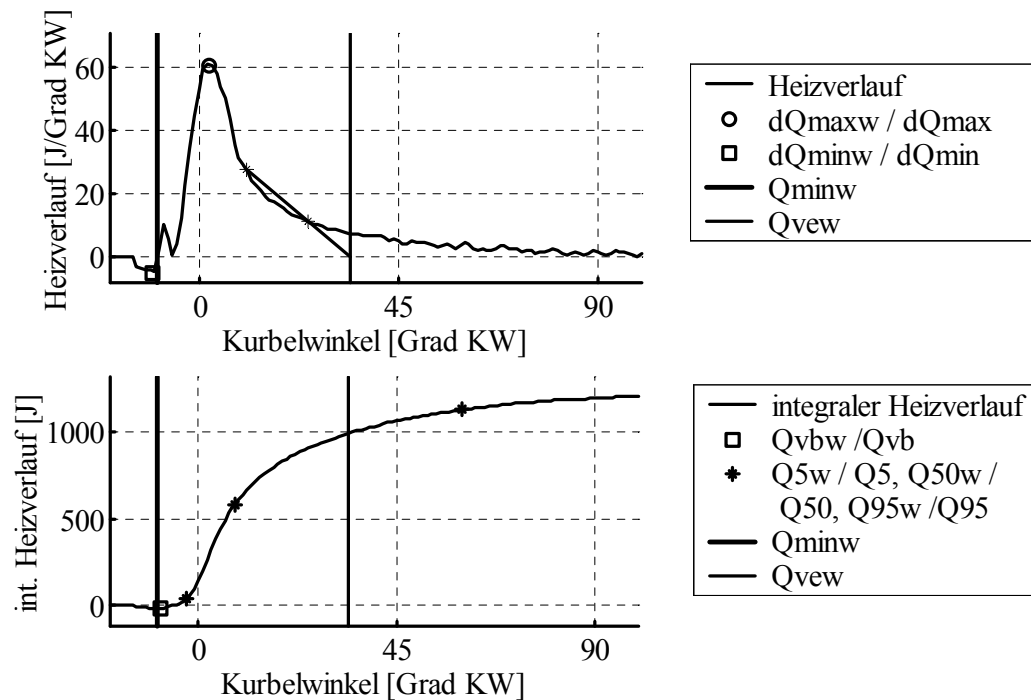 Heizverlauf [J/Grad KW]
60
40
20
0
0
45
90
Kurbelwinkel [Grad KW]
Heizverlauf
dQmaxw / dQmax
dQminw / dQmin
Qminw
Qvew
int. Heizverlauf [J]
1000
500
0
0
45
90
Kurbelwinkel [Grad KW]
integraler Heizverlauf
Qvbw /Qvb
Q5w / Q5, Q50w /
Q50, Q95w /Q95
Qminw
Qvew